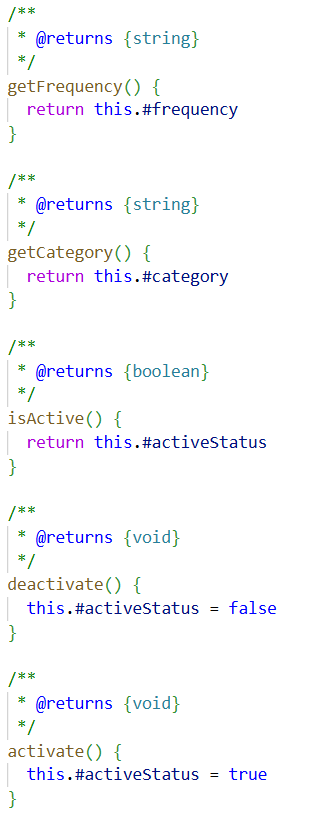 /**
 * @returns {string}
 */
getFrequency() {
  return this.#frequency
}

/**
 * @returns {string}
 */
getCategory() {
  return this.#category
}

/**
 * @returns {boolean}
 */
isActive() {
  return this.#activeStatus
}

/**
 * @returns {void}
 */
deactivate() {
  this.#activeStatus = false
}

/**
 * @returns {void}
 */
activate() {
  this.#activeStatus = true
}